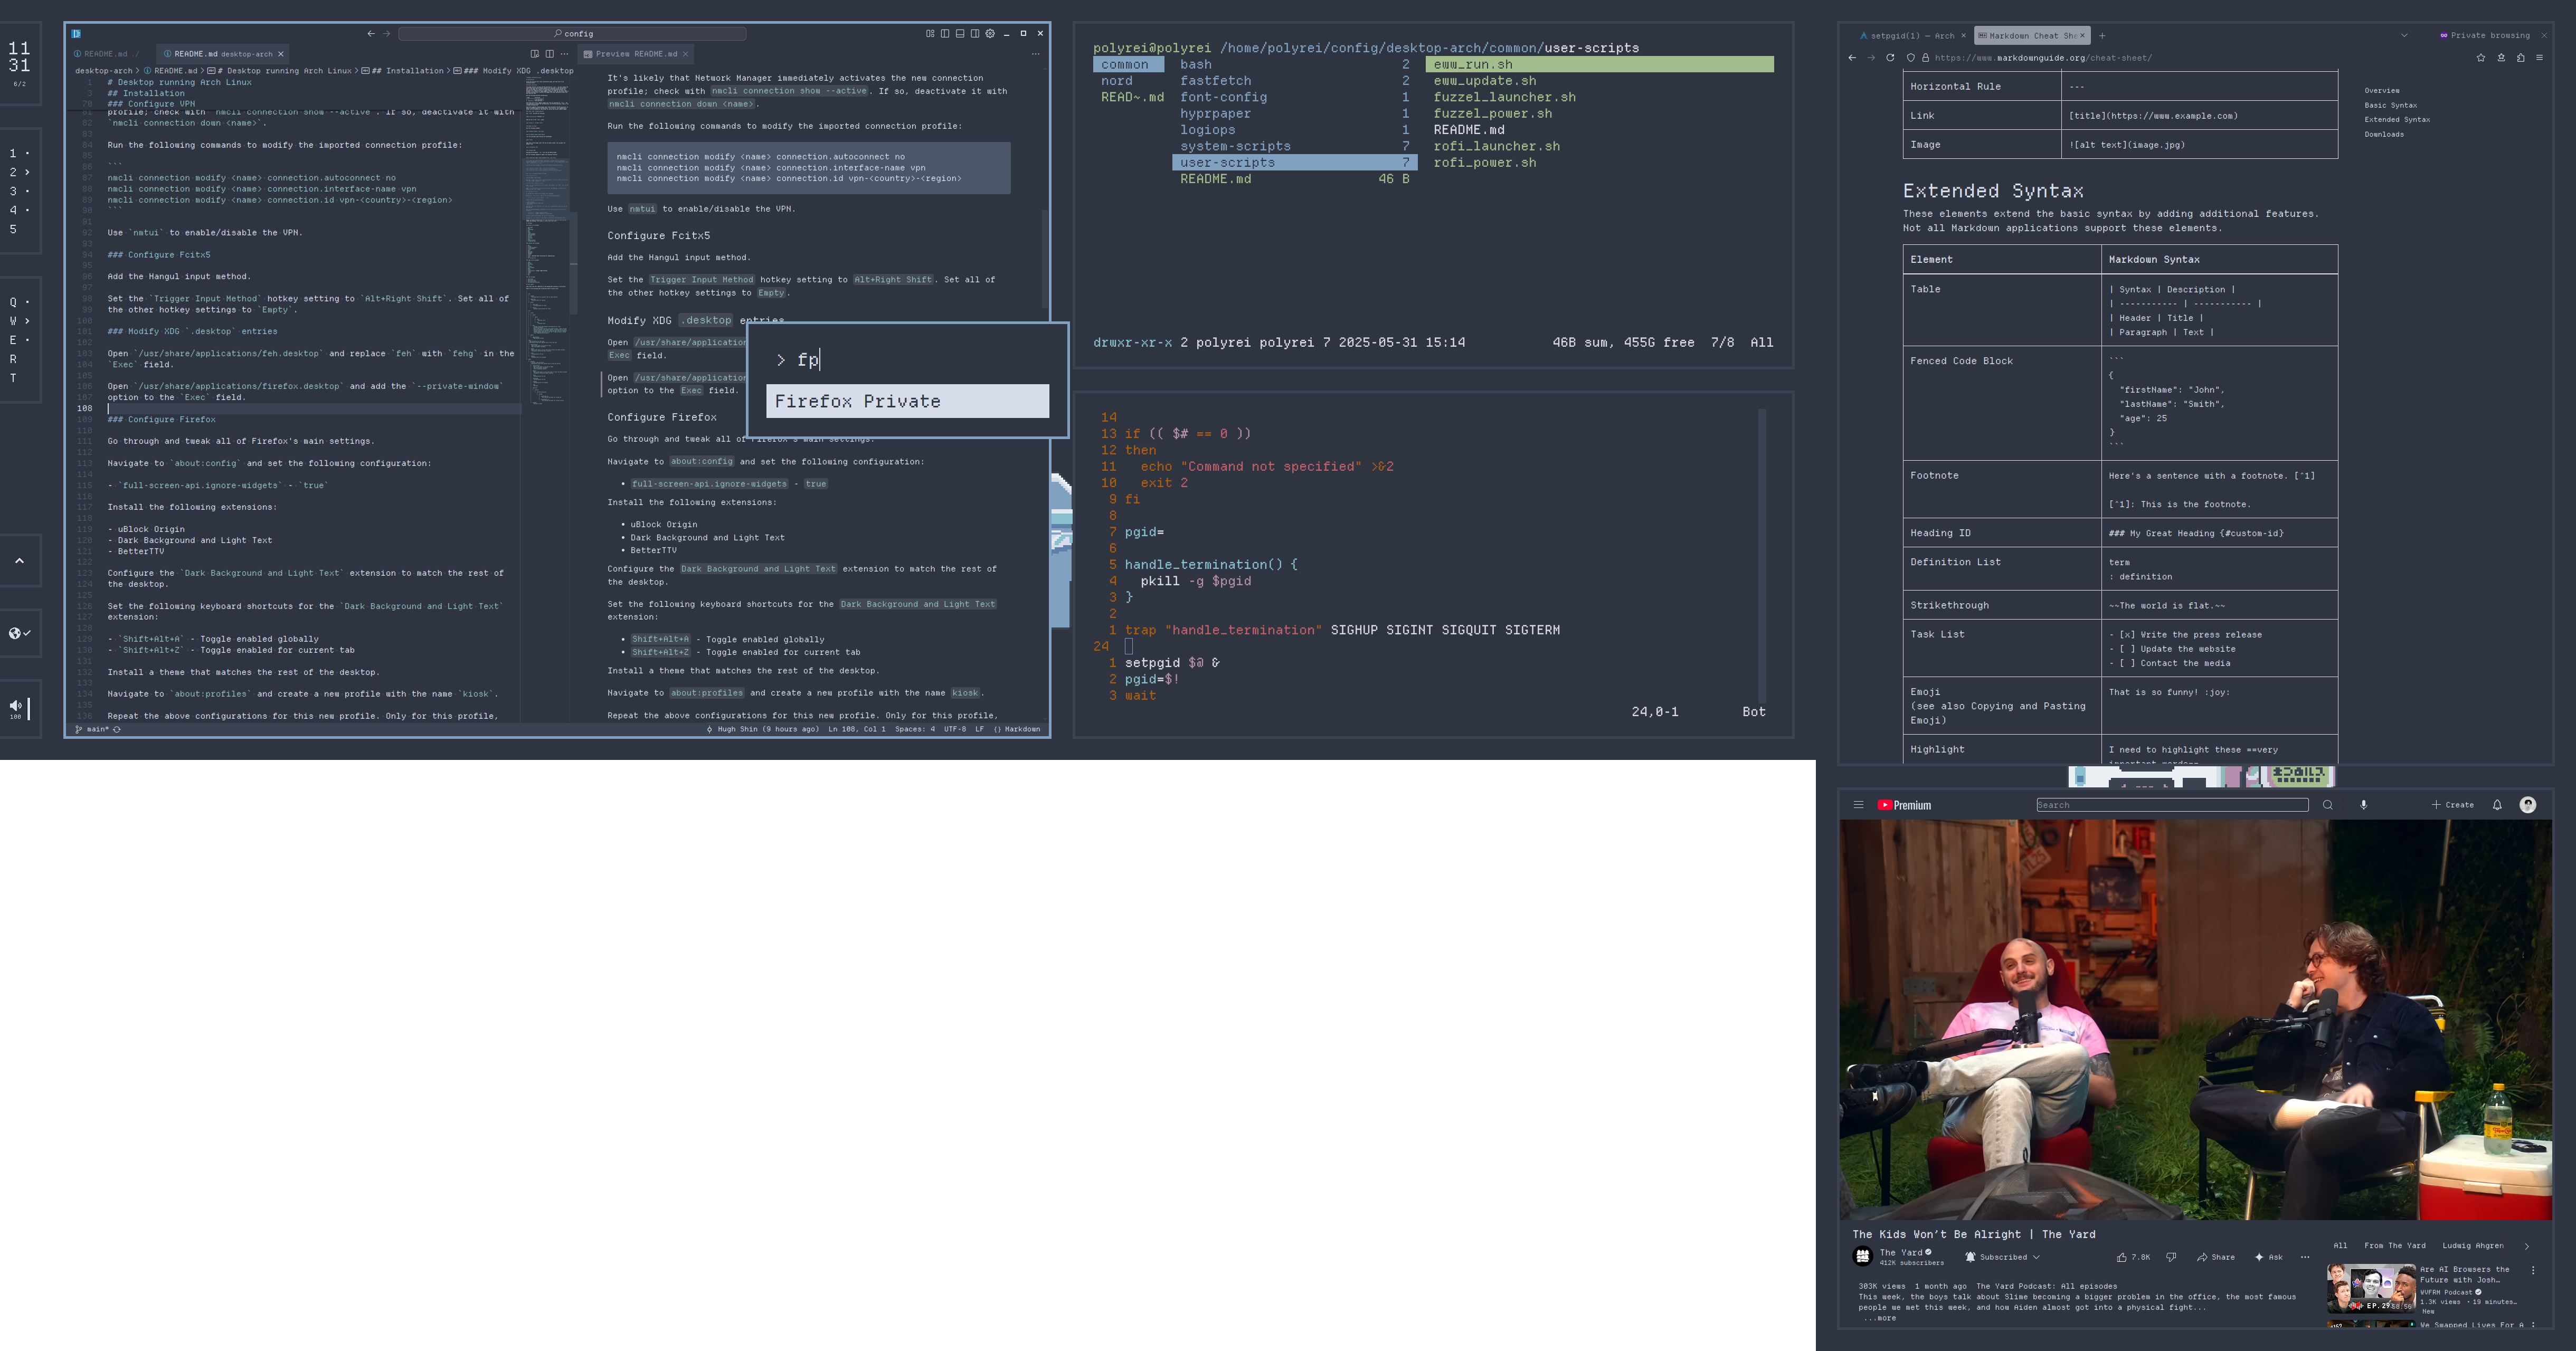 11
31
6/2
1 ·
2 >
3 ·
4 ·
5
Q ·
W >
E ·
R
T
100
config
README.md ./
README.md desktop-arch
desktop-arch > README.md > # Desktop running Arch Linux > ## Installation > ### Modify XDG .desktop
1 # Desktop running Arch Linux
3 ## Installation
78 ### Configure VPN
81 profile; check with `nmcli connection show --active`. If so, deactivate it with
82 `nmcli connection down <name>`.
83
84 Run the following commands to modify the imported connection profile:
85
86 ```
87 nmcli connection modify <name> connection.autoconnect no
88 nmcli connection modify <name> connection.interface-name vpn
89 nmcli connection modify <name> connection.id vpn-<country>-<region>
90 ```
91
92 Use `nmtui` to enable/disable the VPN.
93
94 ### Configure Fcitx5
95
96 Add the Hangul input method.
97
98 Set the `Trigger Input Method` hotkey setting to `Alt+Right Shift`. Set all of
99 the other hotkey settings to `Empty`.
100
101 ### Modify XDG `.desktop` entries
102
103 Open `/usr/share/applications/feh.desktop` and replace `feh` with `fehg` in the
104 `Exec` field.
105
106 Open `/usr/share/applications/firefox.desktop` and add the `--private-window`
107 option to the `Exec` field.
108
109 ### Configure Firefox
110
111 Go through and tweak all of Firefox's main settings.
112
113 Navigate to `about:config` and set the following configuration:
114
115 - `full-screen-api.ignore-widgets` - `true`
116
117 Install the following extensions:
118
119 - uBlock Origin
120 - Dark Background and Light Text
121 - BetterTTV
122
123 Configure the `Dark Background and Light Text` extension to match the rest of
124 the desktop.
125
126 Set the following keyboard shortcuts for the `Dark Background and Light Text`
127 extension:
128
129 - `Shift+Alt+A` - Toggle enabled globally
130 - `Shift+Alt+Z` - Toggle enabled for current tab
131
132 Install a theme that matches the rest of the desktop.
133
134 Navigate to `about:profiles` and create a new profile with the name `kiosk`.
135
136 Repeat the above configurations for this new profile. Only for this profile,
main*
Hugh Shin (9 hours ago) Ln 108, Col 1 Spaces: 4 UTF-8 LF {} Markdown
Preview README.md
It's likely that Network Manager immediately activates the new connection
profile; check with nmcli connection show --active. If so, deactivate it with
nmcli connection down <name>.
Run the following commands to modify the imported connection profile:
nmcli connection modify <name> connection.autoconnect no
nmcli connection modify <name> connection.interface-name vpn
nmcli connection modify <name> connection.id vpn-<country>-<region>
Use nmtui to enable/disable the VPN.
Configure Fcitx5
Add the Hangul input method.
Set the Trigger Input Method hotkey setting to Alt+Right Shift. Set all of
the other hotkey settings to Empty.
Modify XDG .desktop entries
Open /usr/share/application
Exec field.
Open /usr/share/application
option to the Exec field.
Configure Firefox
Go through and tweak all of Firefox's main settings.
Navigate to about:config and set the following configuration:
• full-screen-api.ignore-widgets - true
Install the following extensions:
• uBlock Origin
• Dark Background and Light Text
• BetterTTV
Configure the Dark Background and Light Text extension to match the rest of
the desktop.
Set the following keyboard shortcuts for the Dark Background and Light Text
extension:
• Shift+Alt+A - Toggle enabled globally
• Shift+Alt+Z - Toggle enabled for current tab
Install a theme that matches the rest of the desktop.
Navigate to about:profiles and create a new profile with the name kiosk.
Repeat the above configurations for this new profile. Only for this profile,
> fp
Firefox Private
polyrei@polyrei /home/polyrei/config/desktop-arch/common/user-scripts
common bash 2 eww_run.sh
nord fastfetch 2 eww_update.sh
READ~.md font-config 1 fuzzel_launcher.sh
hyprpaper 1 fuzzel_power.sh
logiops 1 README.md
system-scripts 7 rofi_launcher.sh
user-scripts 7 rofi_power.sh
README.md 46 B
drwxr-xr-x 2 polyrei polyrei 7 2025-05-31 15:14 46B sum, 455G free 7/8 All
14
13 if (( $# == 0 ))
12 then
11 echo "Command not specified" >&2
10 exit 2
9 fi
8
7 pgid=
6
5 handle_termination() {
4 pkill -g $pgid
3 }
2
1 trap "handle_termination" SIGHUP SIGINT SIGQUIT SIGTERM
24
1 setpgid $@ &
2 pgid=$!
3 wait
24,0-1 Bot
setpgid(1) — Arch
Markdown Cheat Sh
Private browsing
https://www.markdownguide.org/cheat-sheet/
Horizontal Rule ---
Link [title](https://www.example.com)
Image ![alt text](image.jpg)
Overview
Basic Syntax
Extended Syntax
Downloads
Extended Syntax
These elements extend the basic syntax by adding additional features.
Not all Markdown applications support these elements.
Element Markdown Syntax
Table | Syntax | Description |
| ----------- | ----------- |
| Header | Title |
| Paragraph | Text |
Fenced Code Block ```
{
"firstName": "John",
"lastName": "Smith",
"age": 25
}
```
Footnote Here's a sentence with a footnote. [^1]
[^1]: This is the footnote.
Heading ID ### My Great Heading {#custom-id}
Definition List term
: definition
Strikethrough ~~The world is flat.~~
Task List - [x] Write the press release
- [ ] Update the website
- [ ] Contact the media
Emoji That is so funny! :joy:
(see also Copying and Pasting
Emoji)
Highlight I need to highlight these ==very
important words==.
Premium
Search
Create
The Kids Won't Be Alright | The Yard
The Yard
412K subscribers
Subscribed
7.8K
Share
Ask
303K views 1 month ago The Yard Podcast: All episodes
This week, the boys talk about Slime becoming a bigger problem in the office, the most famous
people we met this week, and how Aiden almost got into a physical fight...
...more
All From The Yard Ludwig Ahgren
Are AI Browsers the
Future with Josh…
WVFRM Podcast
1.3K views • 19 minutes…
New
EP. 29
58:56
We Swapped Lives For A